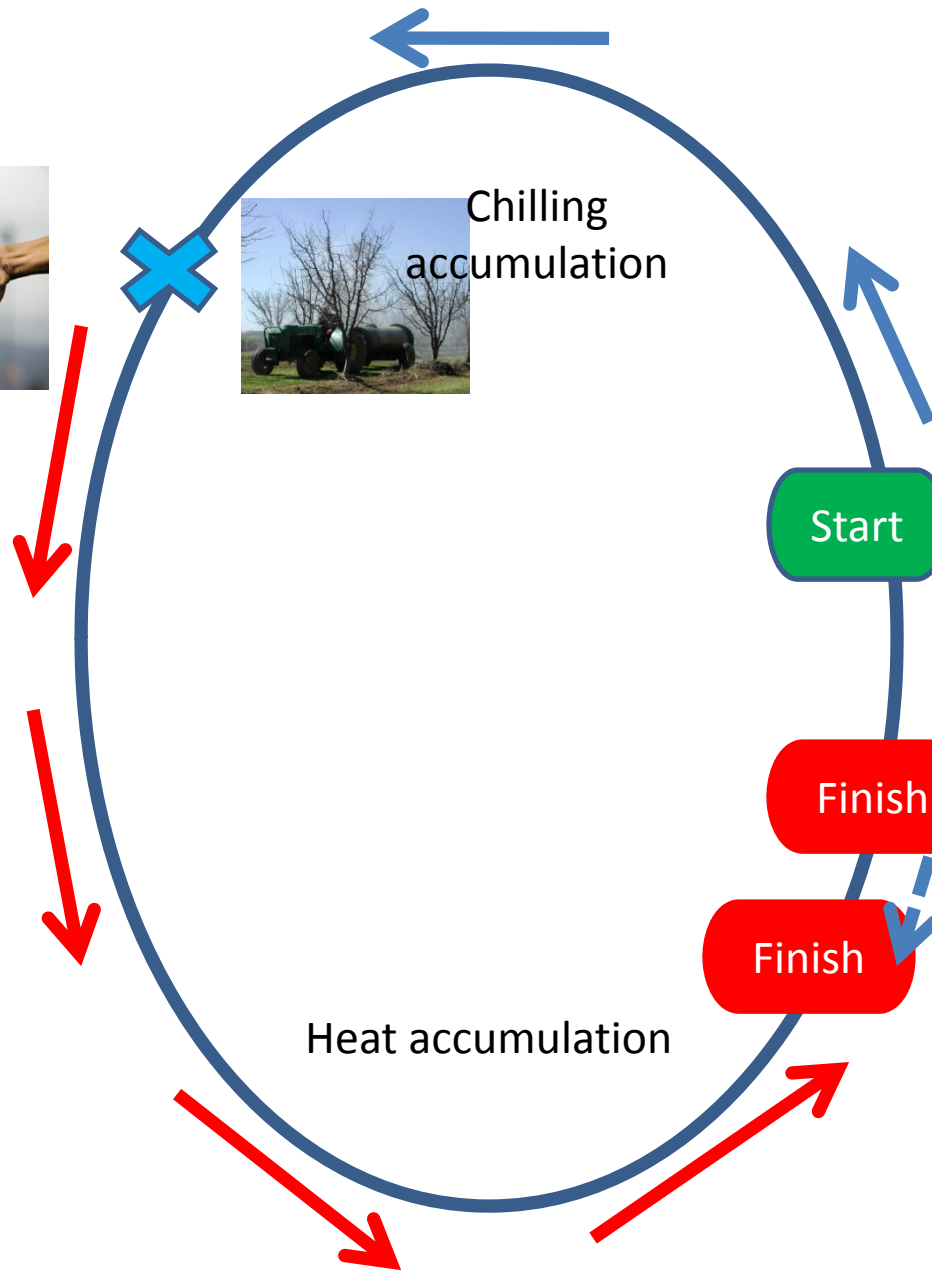 Chilling
accumulation
Start
Finish
Finish
Heat accumulation